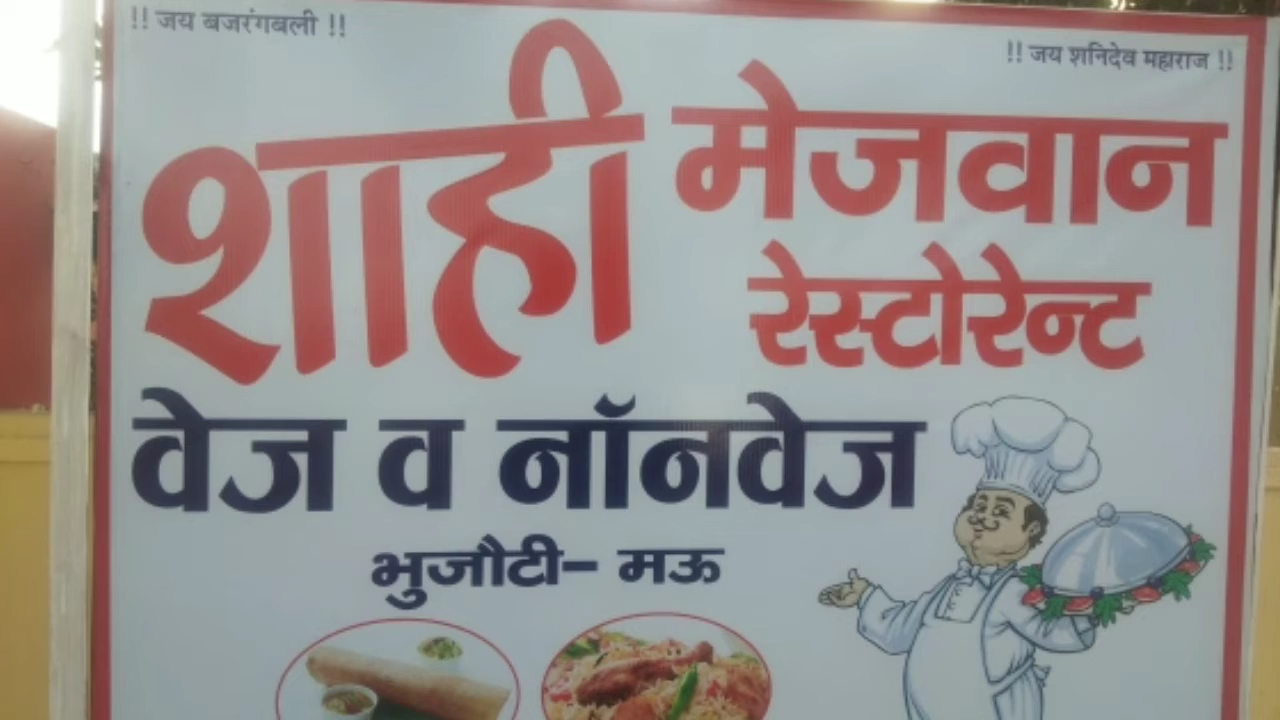 !! जय बजरंगबली !!
!! जय शनिदेव महाराज !!
शाही मेजवान
रेस्टोरेन्ट
वेज व नॉनवेज
भुजौटी– मऊ